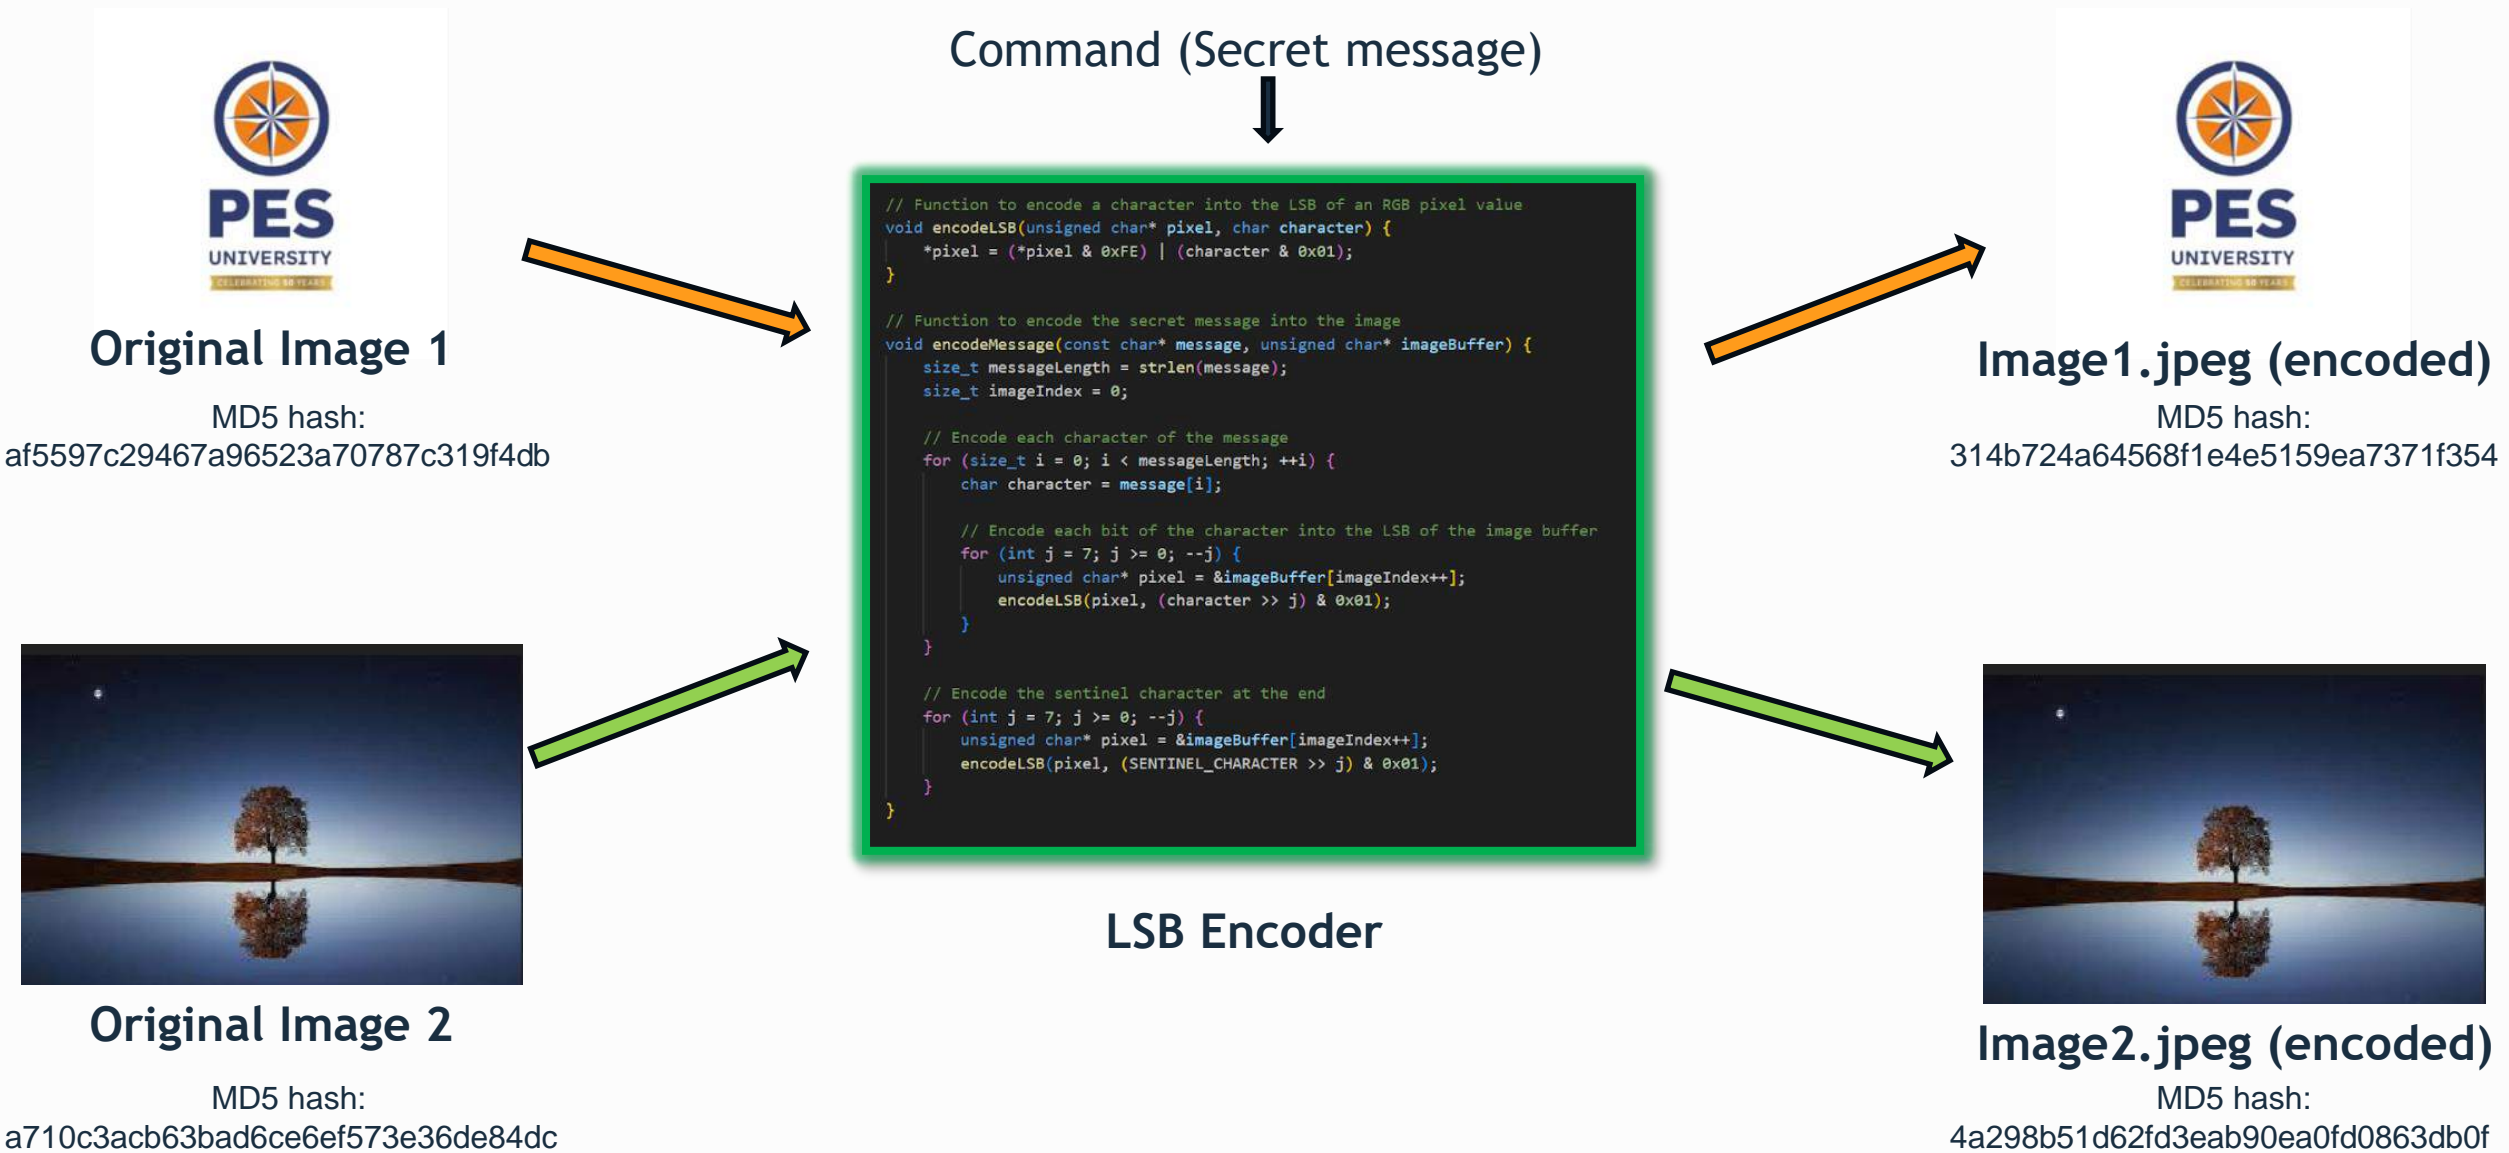 Command (Secret message)
PES
UNIVERSITY
CELEBRATING 50 YEARS
Original Image 1
MD5 hash:
af5597c29467a96523a70787c319f4db
// Function to encode a character into the LSB of an RGB pixel value
void encodeLSB(unsigned char* pixel, char character) {
*pixel = (*pixel & 0xFE) | (character & 0x01);
}
// Function to encode the secret message into the image
void encodeMessage(const char* message, unsigned char* imageBuffer) {
size_t messageLength = strlen(message);
size_t imageIndex = 0;
// Encode each character of the message
for (size_t i = 0; i < messageLength; ++i) {
char character = message[i];
// Encode each bit of the character into the LSB of the image buffer
for (int j = 7; j >= 0; --j) {
unsigned char* pixel = &imageBuffer[imageIndex++];
encodeLSB(pixel, (character >> j) & 0x01);
}
}
// Encode the sentinel character at the end
for (int j = 7; j >= 0; --j) {
unsigned char* pixel = &imageBuffer[imageIndex++];
encodeLSB(pixel, (SENTINEL_CHARACTER >> j) & 0x01);
}
}
LSB Encoder
PES
UNIVERSITY
CELEBRATING 50 YEARS
Image1.jpeg (encoded)
MD5 hash:
314b724a64568f1e4e5159ea7371f354
Original Image 2
MD5 hash:
a710c3acb63bad6ce6ef573e36de84dc
Image2.jpeg (encoded)
MD5 hash:
4a298b51d62fd3eab90ea0fd0863db0f